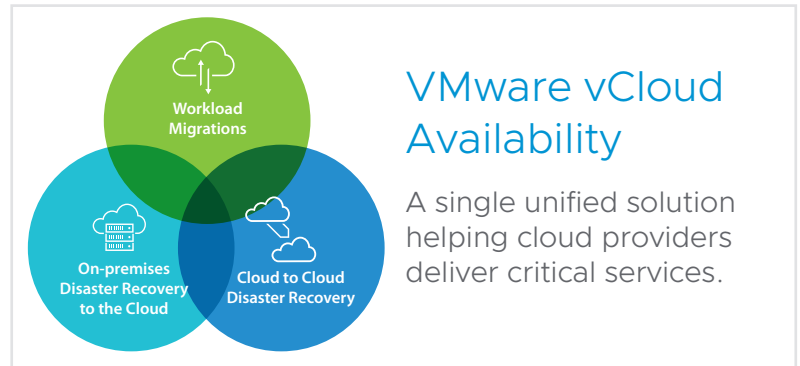 Workload
Migrations
On-premises
Disaster Recovery
to the Cloud
Cloud to Cloud
Disaster Recovery
VMware vCloud
Availability
A single unified solution
helping cloud providers
deliver critical services.